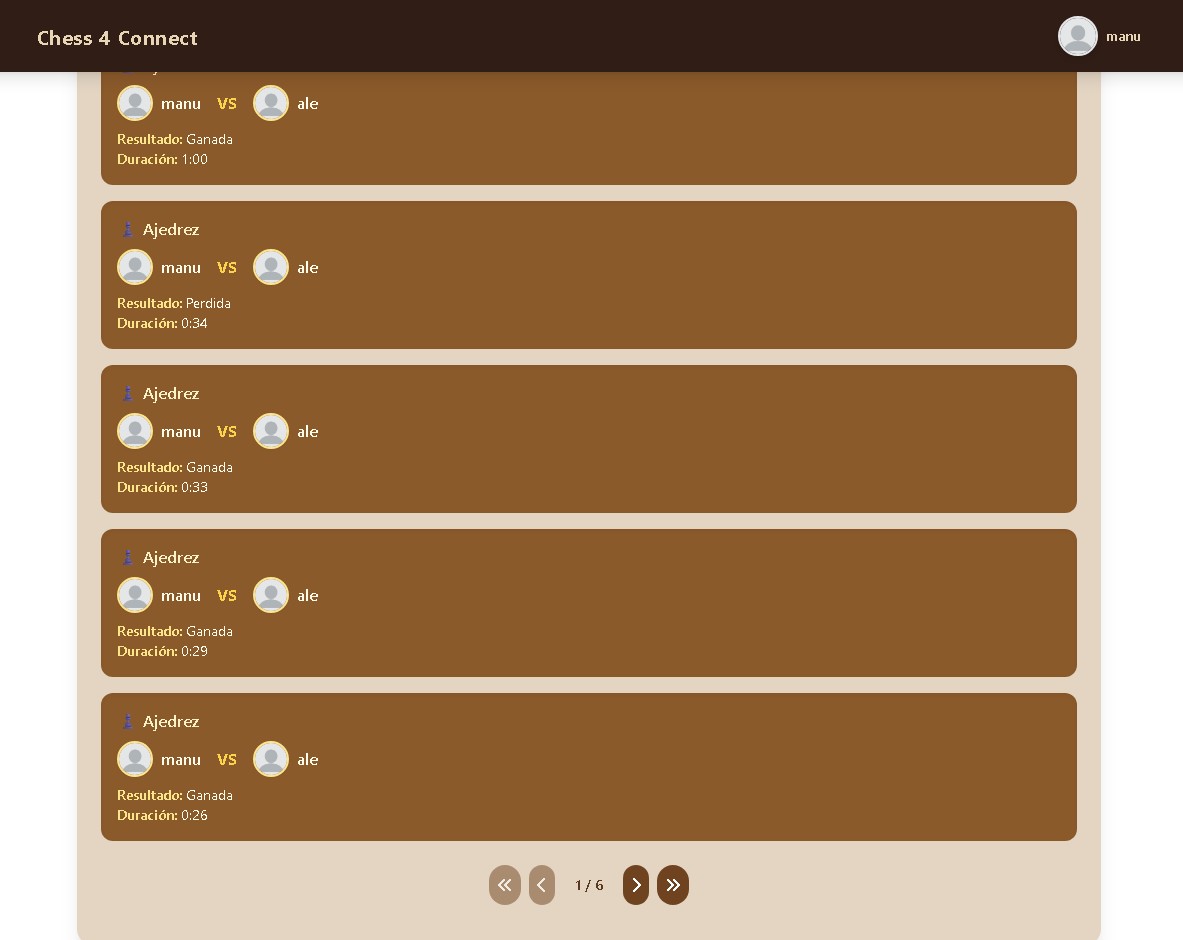 Chess 4 Connect
manu
manu VS ale
Resultado: Ganada
Duración: 1:00
Ajedrez
manu VS ale
Resultado: Perdida
Duración: 0:34
Ajedrez
manu VS ale
Resultado: Ganada
Duración: 0:33
Ajedrez
manu VS ale
Resultado: Ganada
Duración: 0:29
Ajedrez
manu VS ale
Resultado: Ganada
Duración: 0:26
1 / 6